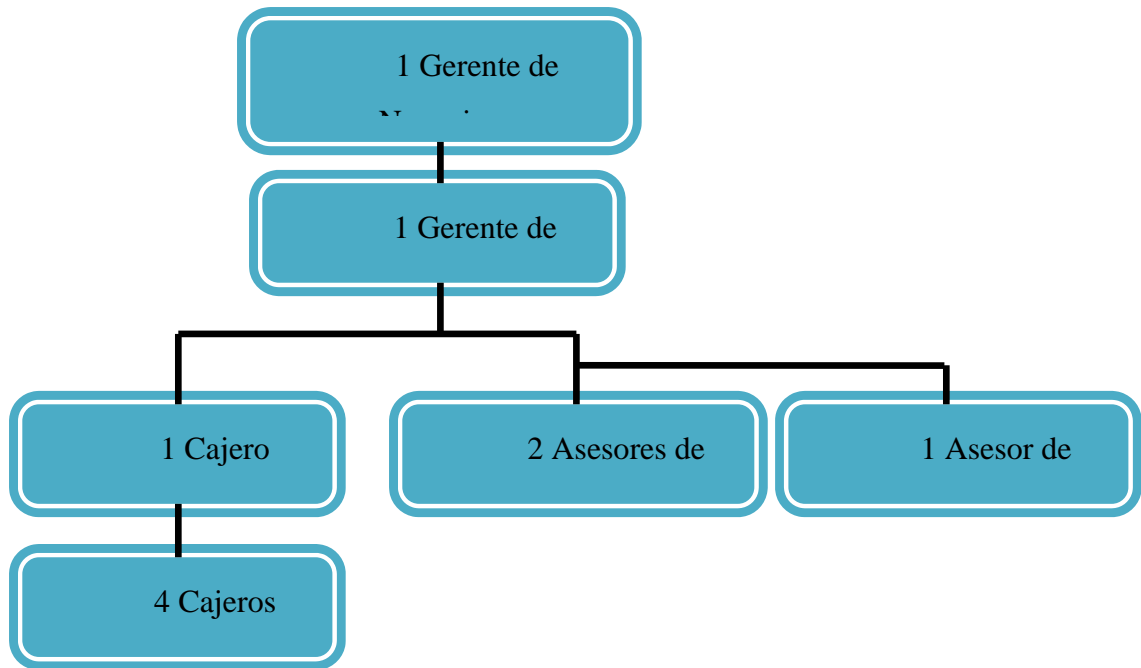 1 Gerente de
1 Gerente de
1 Cajero
2 Asesores de
1 Asesor de
4 Cajeros